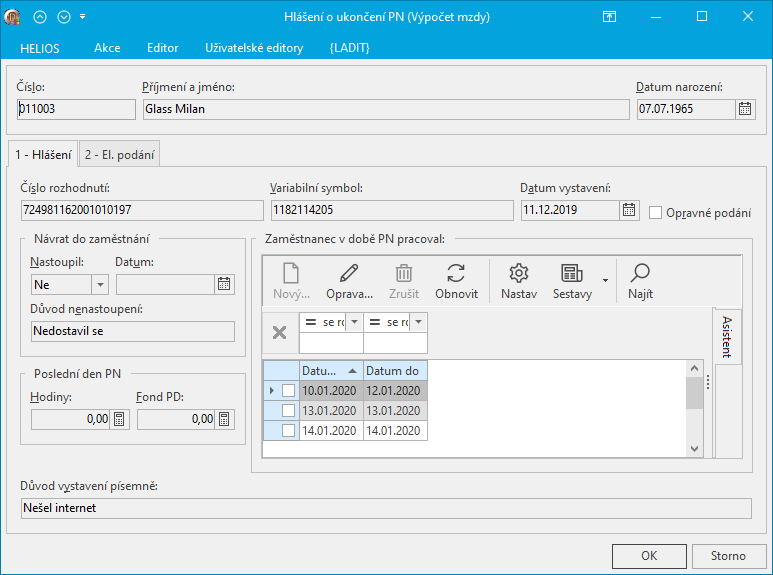 Hlášení o ukončení PN (Výpočet mzdy)
HELIOS Akce Editor Uživatelské editory {LADIT}
Číslo: Příjmení a jméno: Datum narození:
011003 Glass Milan 07.07.1965
1 - Hlášení 2 - El. podání
Číslo rozhodnutí: Variabilní symbol: Datum vystavení:
724981162001010197 1182114205 11.12.2019 Opravné podání
Návrat do zaměstnání
Nastoupil: Datum:
Ne
Důvod nenastoupení:
Nedostavil se
Poslední den PN
Hodiny: Fond PD:
0,00 0,00
Zaměstnanec v době PN pracoval:
Nový... Oprava... Zrušit Obnovit Nastav Sestavy Najít
= se ro = se ro
Asistent
Datu... Datum do
10.01.2020 12.01.2020
13.01.2020 13.01.2020
14.01.2020 14.01.2020
Důvod vystavení písemně:
Nešel internet
OK Storno